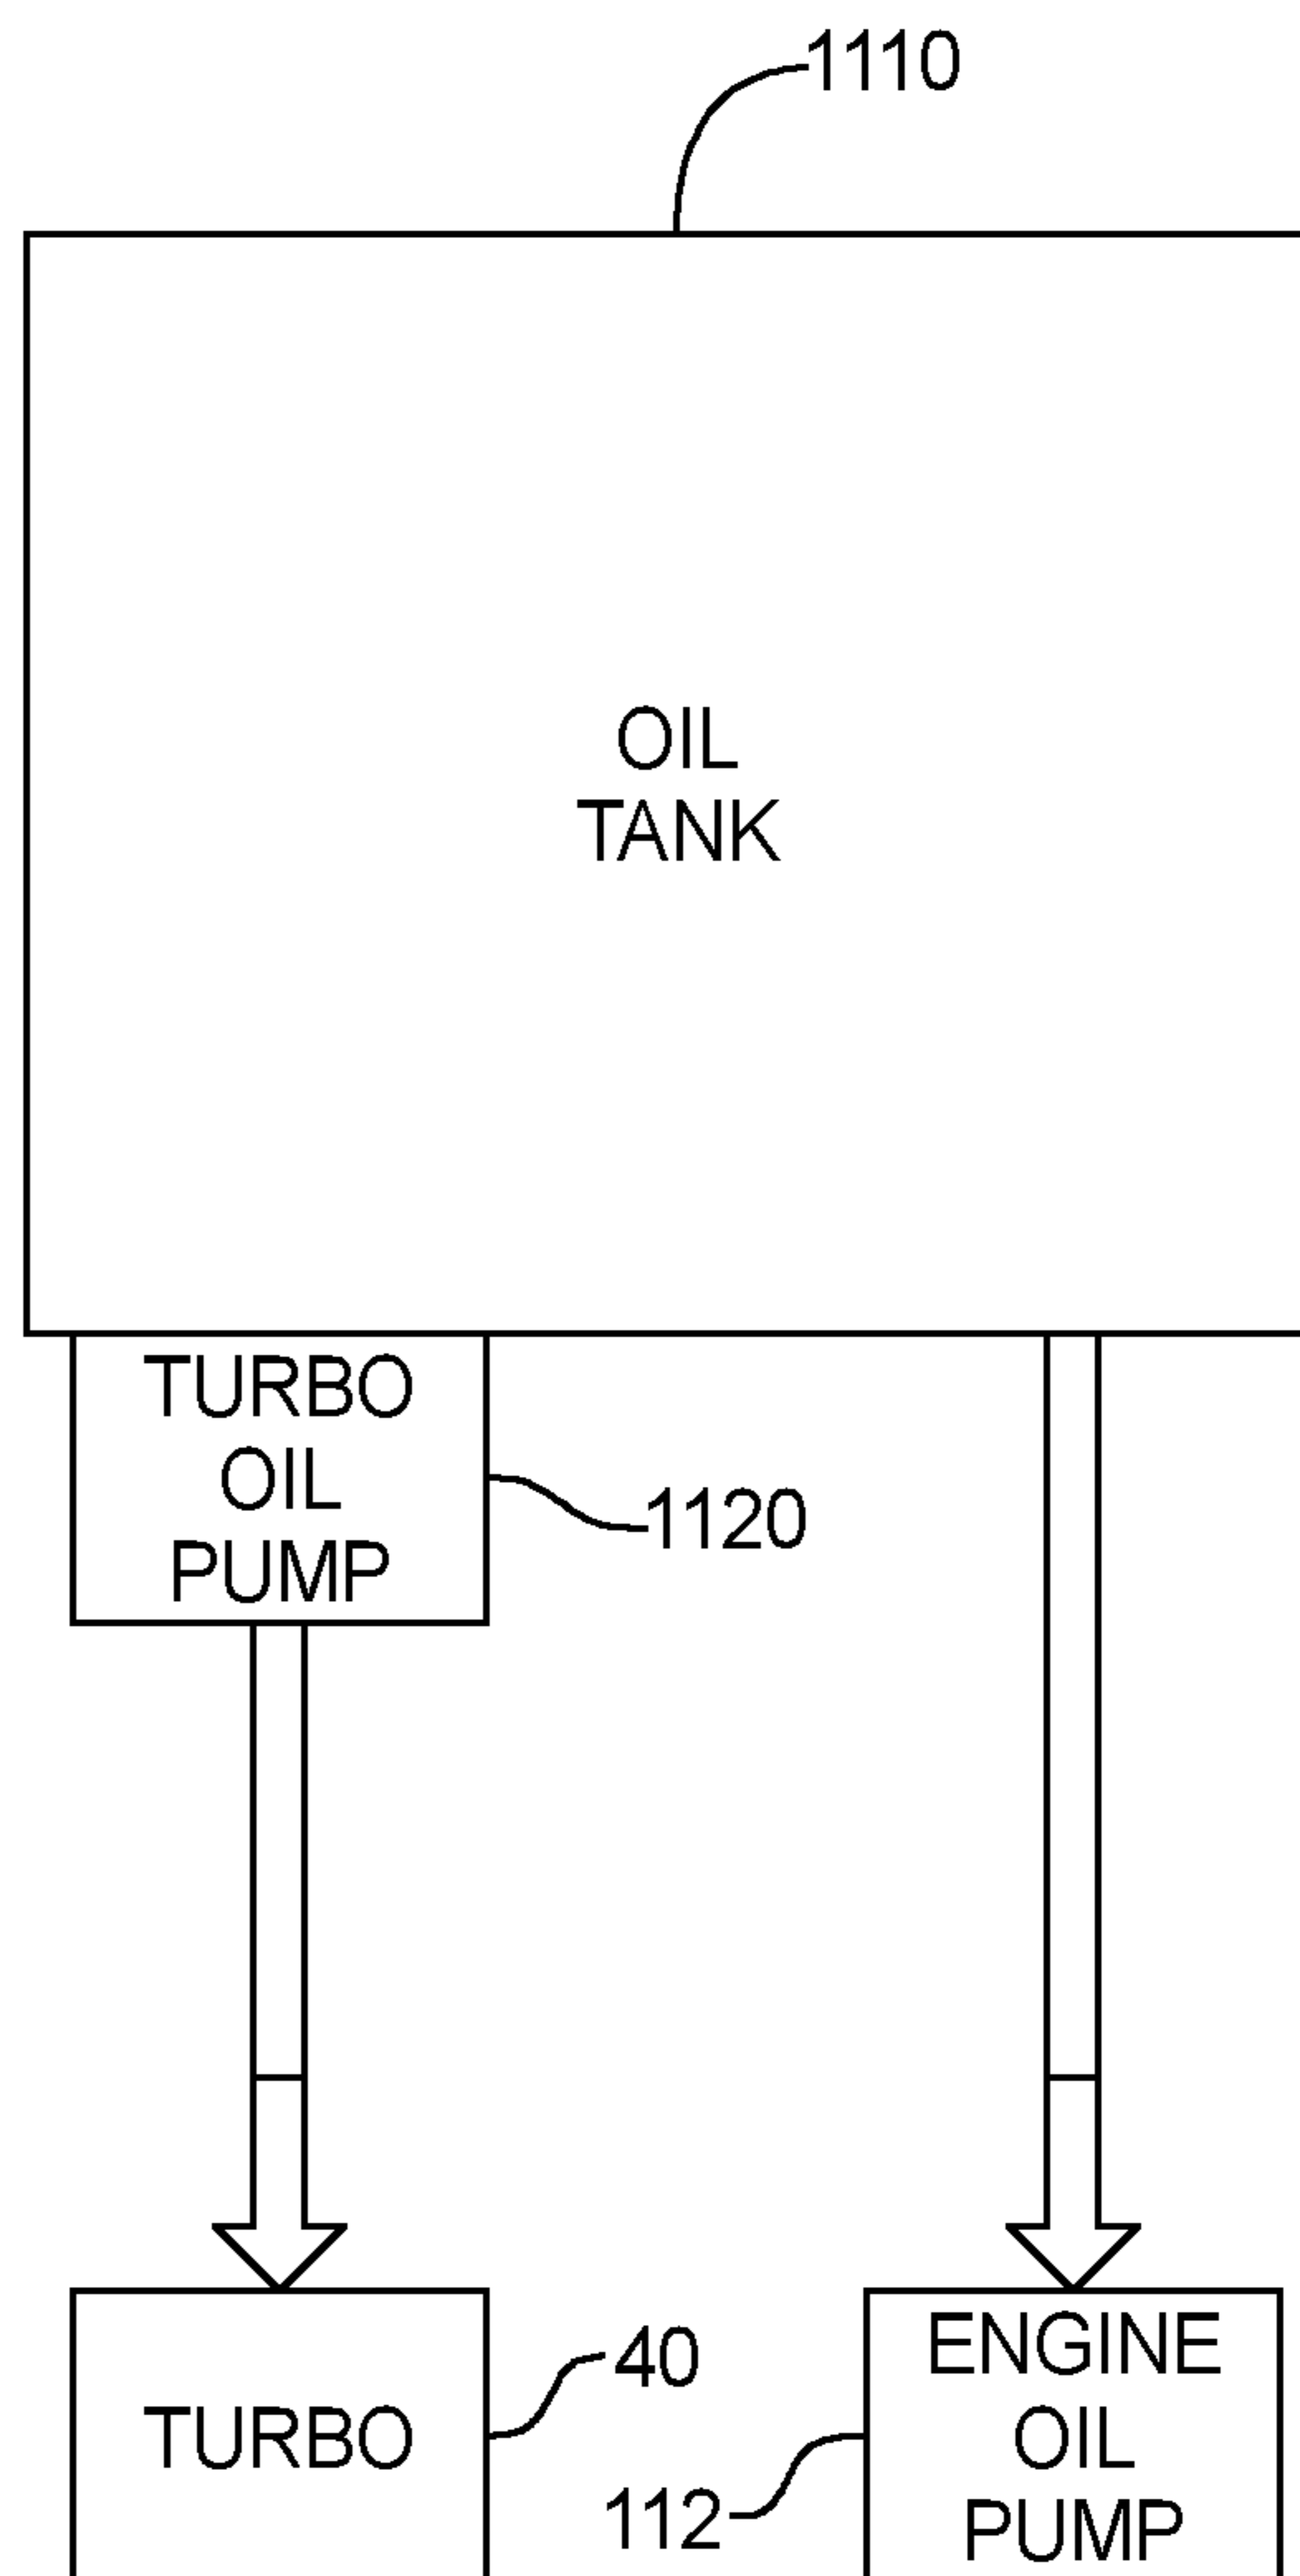 1110
OIL
TANK
TURBO
OIL
PUMP
1120
40
TURBO
112
ENGINE
OIL
PUMP